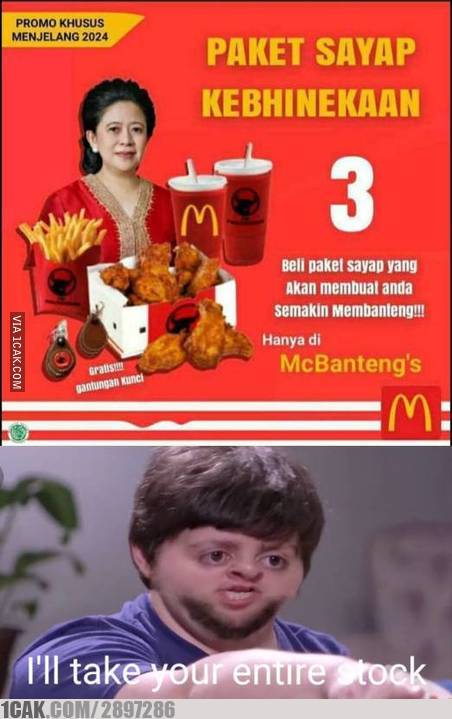 PROMO KHUSUS
MENJELANG 2024
PAKET SAYAP
KEBHINEKAAN
3
Beli paket sayap yang
Akan membuat anda
Semakin Membanteng!!!
Hanya di
McBanteng's
Gratis!!!!
gantungan Kunci
VIA 1CAK.COM
I'll take your entire stock
1CAK.COM/2897286